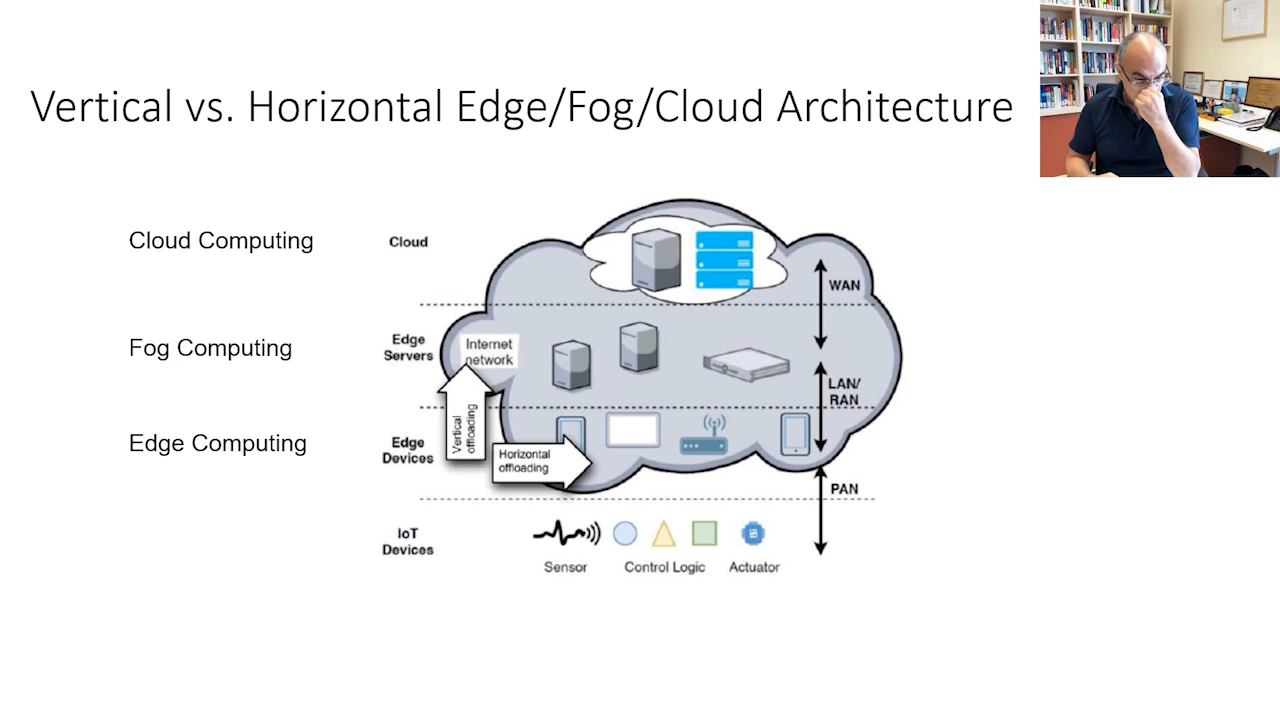 Vertical vs. Horizontal Edge/Fog/Cloud Architecture
Cloud Computing
Cloud
WAN
Fog Computing
Edge
Servers
Internet
network
LAN/
RAN
Edge Computing
Edge
Devices
Vertical
offloading
Horizontal
offloading
PAN
IoT
Devices
Sensor
Control Logic
Actuator